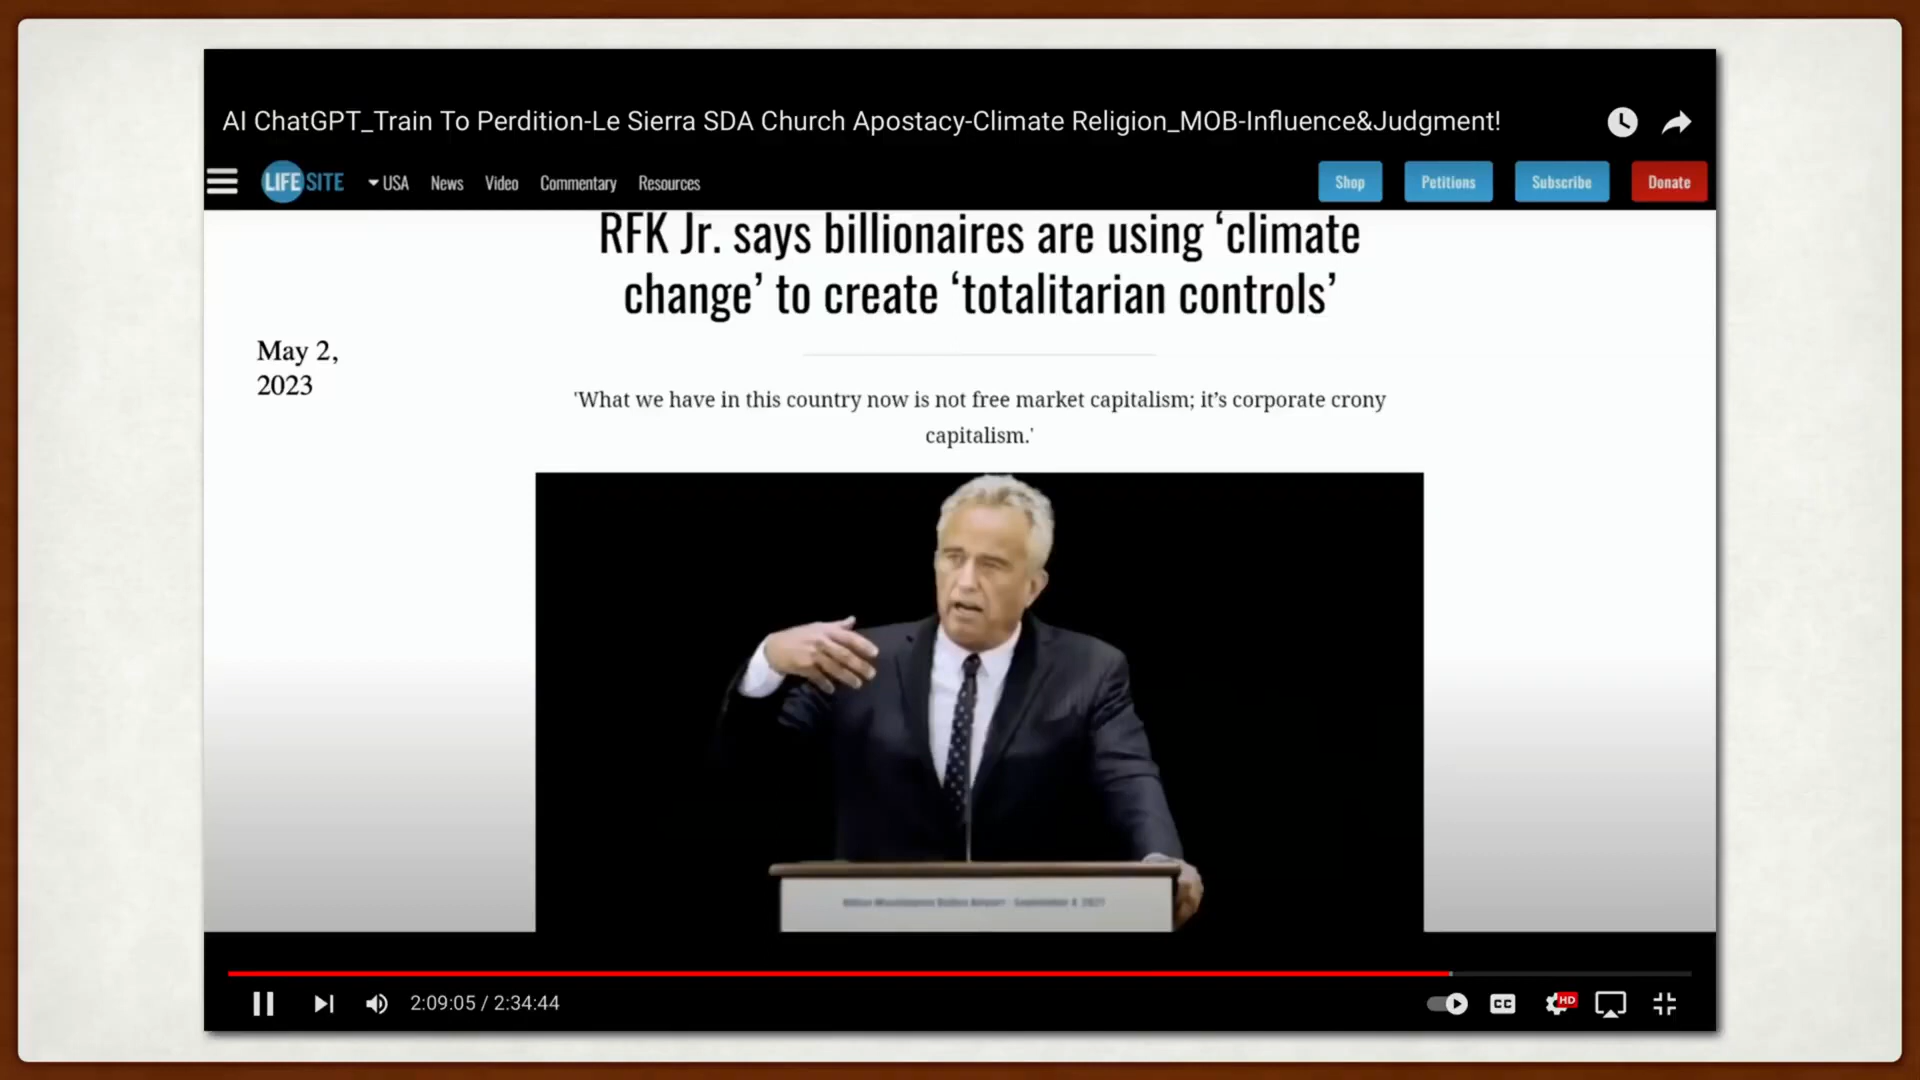 AI ChatGPT_Train To Perdition-Le Sierra SDA Church Apostacy-Climate Religion_MOB-Influence&Judgment!
LIFESITE USA News Video Commentary Resources Shop Petitions Subscribe Donate
RFK Jr. says billionaires are using ‘climate
change’ to create ‘totalitarian controls’
May 2,
2023
'What we have in this country now is not free market capitalism; it’s corporate crony
capitalism.'
2:09:05 / 2:34:44
CC
HD